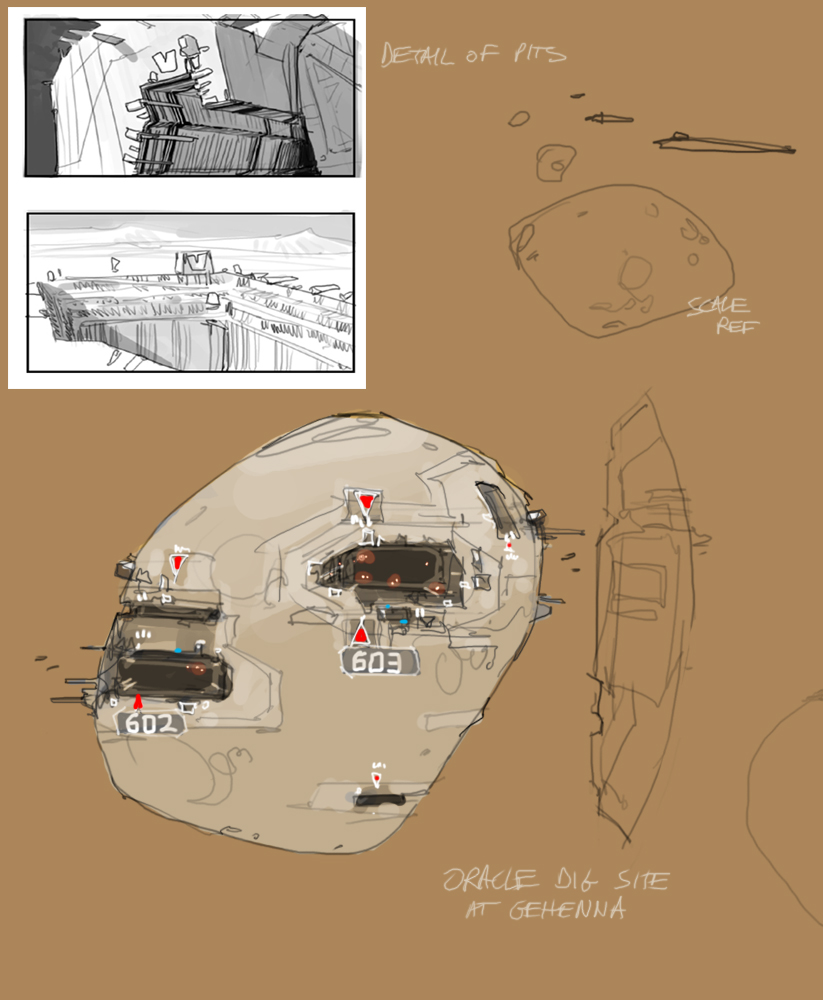 DETAIL OF PITS
SCALE
REF
603
602
ORACLE DIG SITE
AT GEHENNA